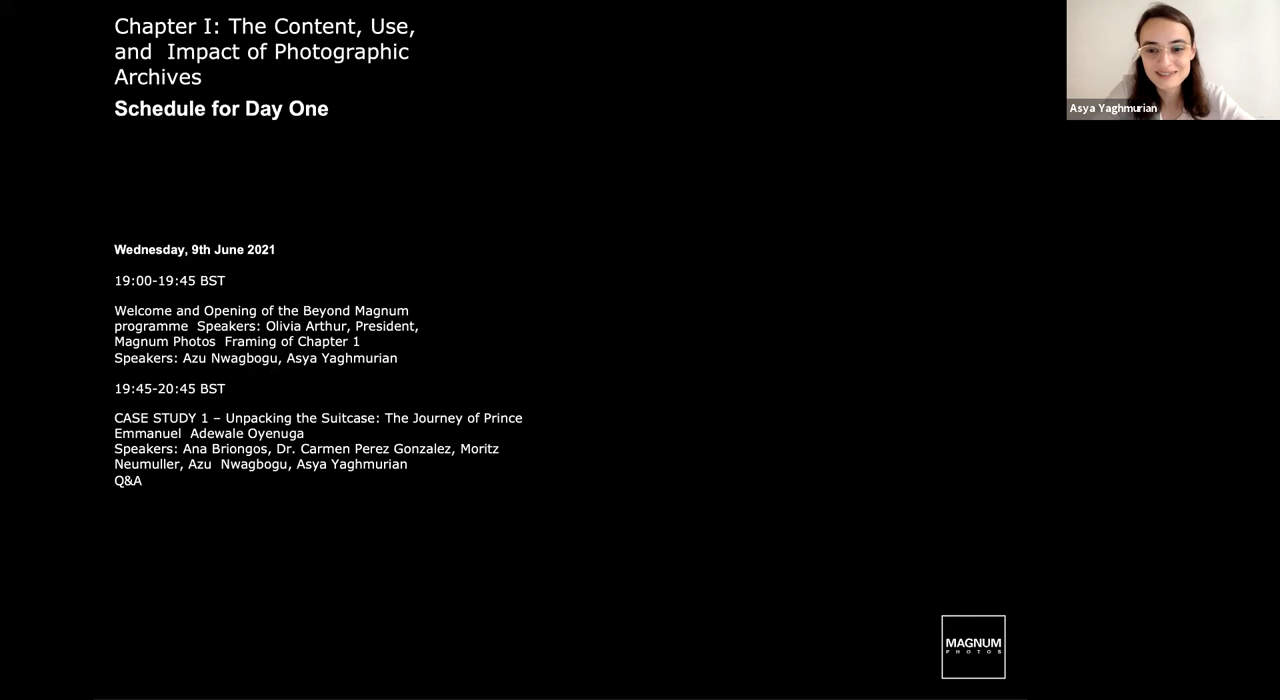 Chapter I: The Content, Use,
and Impact of Photographic
Archives
Schedule for Day One
Asya Yaghmurian
Wednesday, 9th June 2021
19:00-19:45 BST
Welcome and Opening of the Beyond Magnum
programme Speakers: Olivia Arthur, President,
Magnum Photos Framing of Chapter 1
Speakers: Azu Nwagbogu, Asya Yaghmurian
19:45-20:45 BST
CASE STUDY 1 – Unpacking the Suitcase: The Journey of Prince
Emmanuel Adewale Oyenuga
Speakers: Ana Briongos, Dr. Carmen Perez Gonzalez, Moritz
Neumuller, Azu Nwagbogu, Asya Yaghmurian
Q&A
MAGNUM
PHOTOS